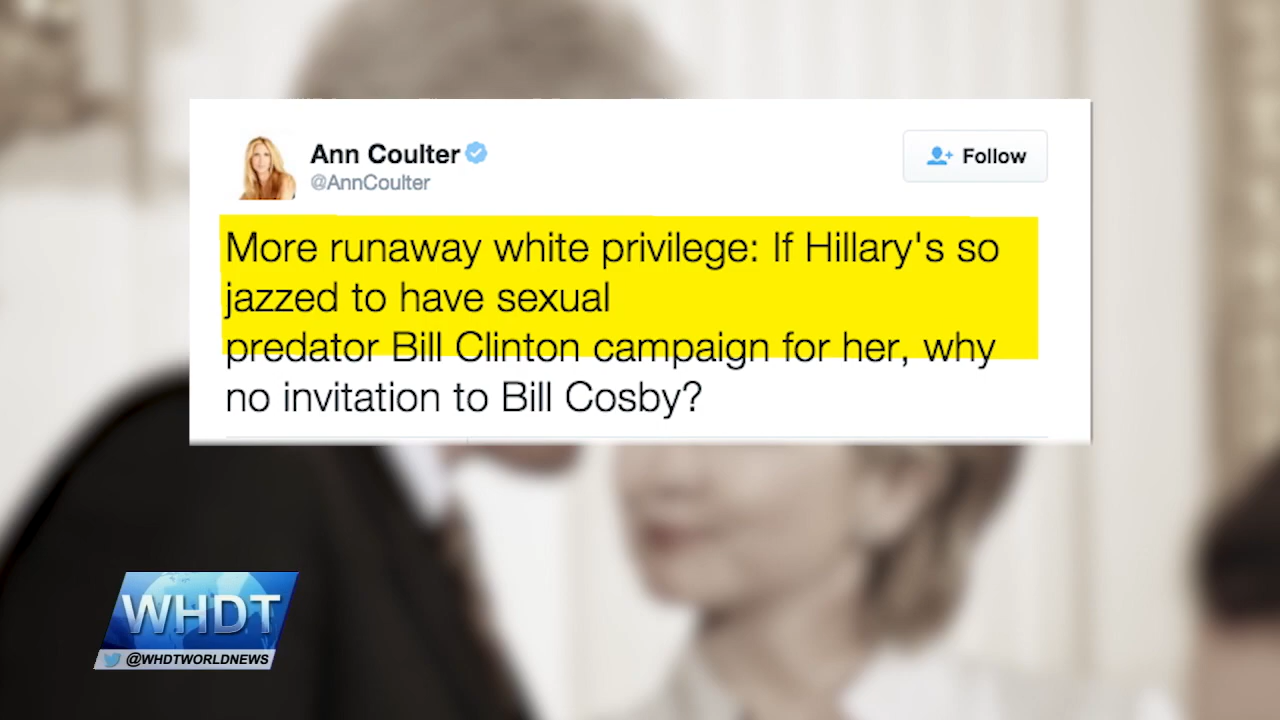 Ann Coulter
@AnnCoulter
Follow
More runaway white privilege: If Hillary's so
jazzed to have sexual
predator Bill Clinton campaign for her, why
no invitation to Bill Cosby?
WHDT
@WHDTWORLDNEWS